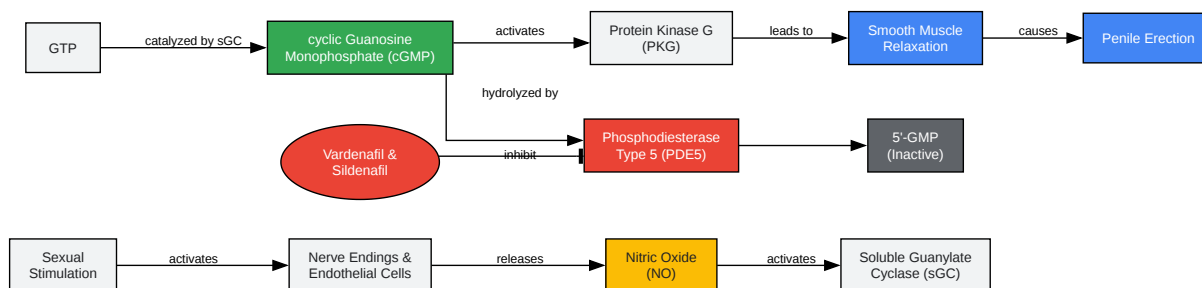 GTP
catalyzed by sGC
cyclic Guanosine
Monophosphate (cGMP)
activates
Protein Kinase G
(PKG)
leads to
Smooth Muscle
Relaxation
causes
Penile Erection
hydrolyzed by
Vardenafil &
Sildenafil
inhibit
Phosphodiesterase
Type 5 (PDE5)
5'-GMP
(Inactive)
Sexual
Stimulation
activates
Nerve Endings &
Endothelial Cells
releases
Nitric Oxide
(NO)
activates
Soluble Guanylate
Cyclase (sGC)